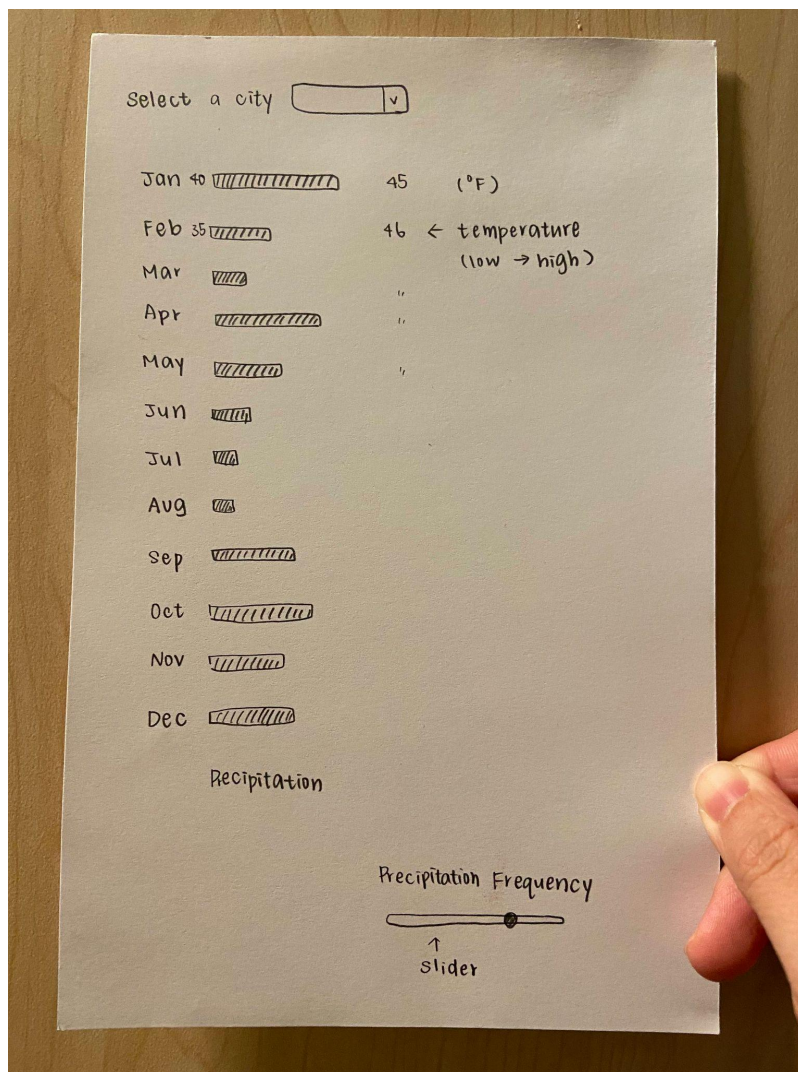 Select a city v
Jan 40 45 (°F)
Feb 35 46 ← temperature
(low → high)
Mar "
Apr "
May "
Jun
Jul
Aug
Sep
Oct
Nov
Dec
Precipitation
Precipitation Frequency
↑
slider